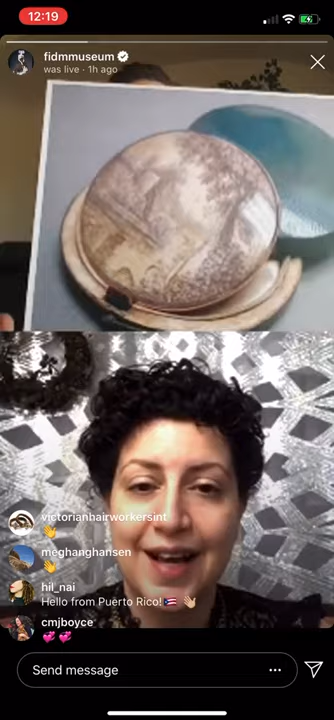 12:19
fidmmuseum
was live · 1h ago
victorianhairworkersint
👋
meghanghansen
👋
hil_nai
Hello from Puerto Rico!🇵🇷 👋🏼
cmjboyce
💞💞
Send message